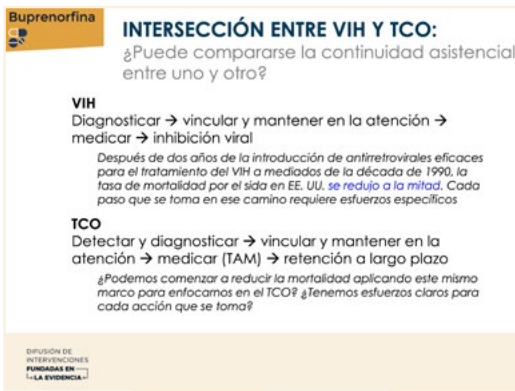 Buprenorfina
INTERSECCIÓN ENTRE VIH Y TCO:
¿Puede compararse la continuidad asistencial
entre uno y otro?
VIH
Diagnosticar → vincular y mantener en la atención →
medicar → inhibición viral
Después de dos años de la introducción de antirretrovirales eficaces
para el tratamiento del VIH a mediados de la década de 1990, la
tasa de mortalidad por el sida en EE. UU. se redujo a la mitad. Cada
paso que se toma en ese camino requiere esfuerzos específicos
TCO
Detectar y diagnosticar → vincular y mantener en la
atención → medicar (TAM) → retención a largo plazo
¿Podemos comenzar a reducir la mortalidad aplicando este mismo
marco para enfocarnos en el TCO? ¿Tenemos esfuerzos claros para
cada acción que se toma?
DIFUSIÓN DE
INTERVENCIONES
FUNDADAS EN
LA EVIDENCIA